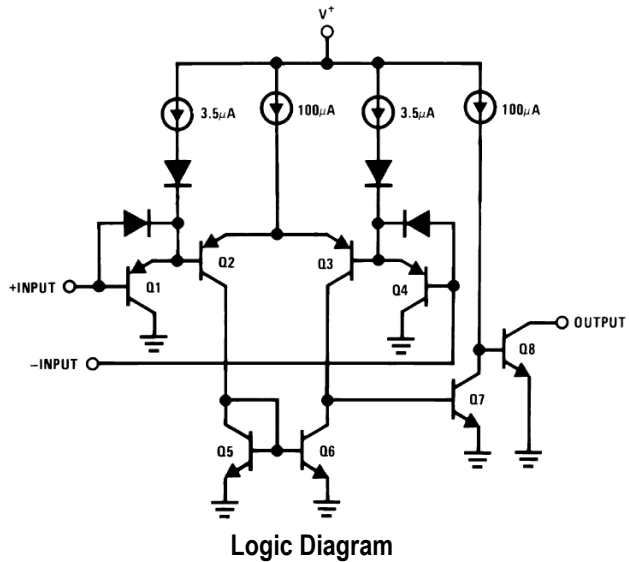 V+
3.5μA
100μA
3.5μA
100μA
Q2
Q3
+INPUT
Q1
Q4
OUTPUT
Q8
−INPUT
Q7
Q5
Q6
Logic Diagram